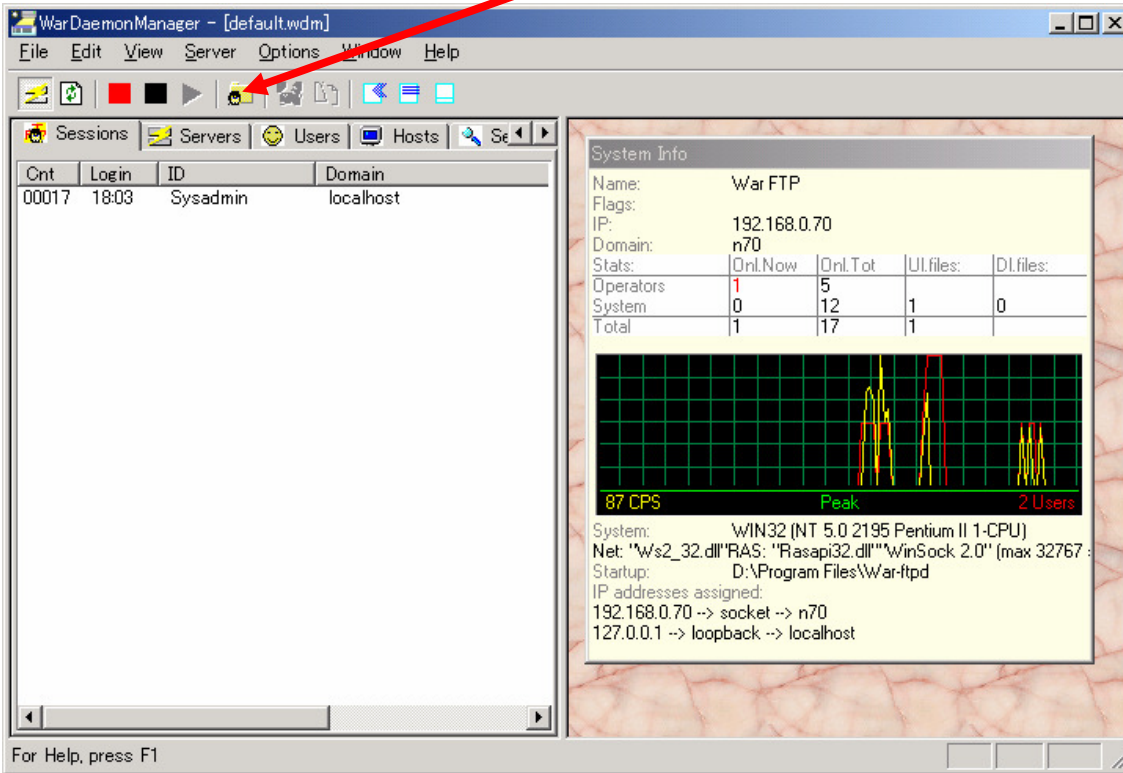 WarDaemonManager - [default.wdm]
File Edit View Server Options Window Help
Sessions Servers Users Hosts Se
Cnt Login ID Domain
00017 18:03 Sysadmin localhost
System Info
Name: War FTP
Flags:
IP: 192.168.0.70
Domain: n70
Stats: Onl.Now Onl.Tot Ul.files: Dl.files:
Operators 1 5
System 0 12 1 0
Total 1 17 1
87 CPS Peak 2 Users
System: WIN32 (NT 5.0 2195 Pentium II 1-CPU)
Net: "Ws2_32.dll"RAS: "Rasapi32.dll""WinSock 2.0" (max 32767 :
Startup: D:\Program Files\War-ftpd
IP addresses assigned:
192.168.0.70 --> socket --> n70
127.0.0.1 --> loopback --> localhost
For Help, press F1